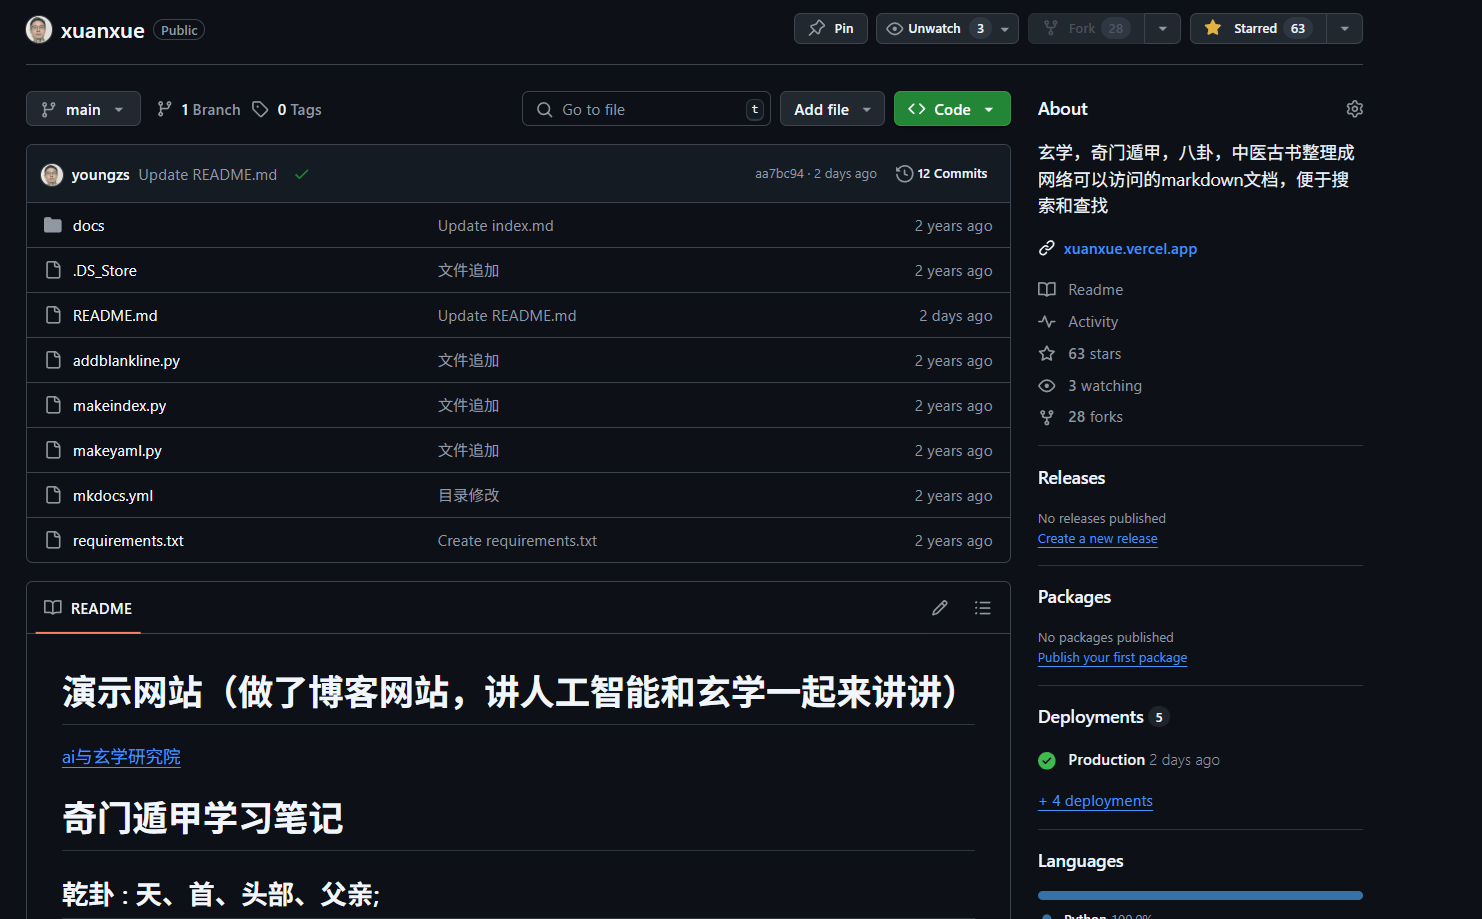 xuanxue Public
Pin
Unwatch 3
Fork 28
Starred 63
main
1 Branch
0 Tags
Go to file t
Add file
Code
youngzs Update README.md
aa7bc94 · 2 days ago
12 Commits
docs Update index.md 2 years ago
.DS_Store 文件追加 2 years ago
README.md Update README.md 2 days ago
addblankline.py 文件追加 2 years ago
makeindex.py 文件追加 2 years ago
makeyaml.py 文件追加 2 years ago
mkdocs.yml 目录修改 2 years ago
requirements.txt Create requirements.txt 2 years ago
README
演示网站（做了博客网站，讲人工智能和玄学一起来讲讲）
ai与玄学研究院
奇门遁甲学习笔记
乾卦 : 天、首、头部、父亲;
About
玄学，奇门遁甲，八卦，中医古书整理成
网络可以访问的markdown文档，便于搜
索和查找
xuanxue.vercel.app
Readme
Activity
63 stars
3 watching
28 forks
Releases
No releases published
Create a new release
Packages
No packages published
Publish your first package
Deployments 5
Production 2 days ago
+ 4 deployments
Languages
Python 100.0%